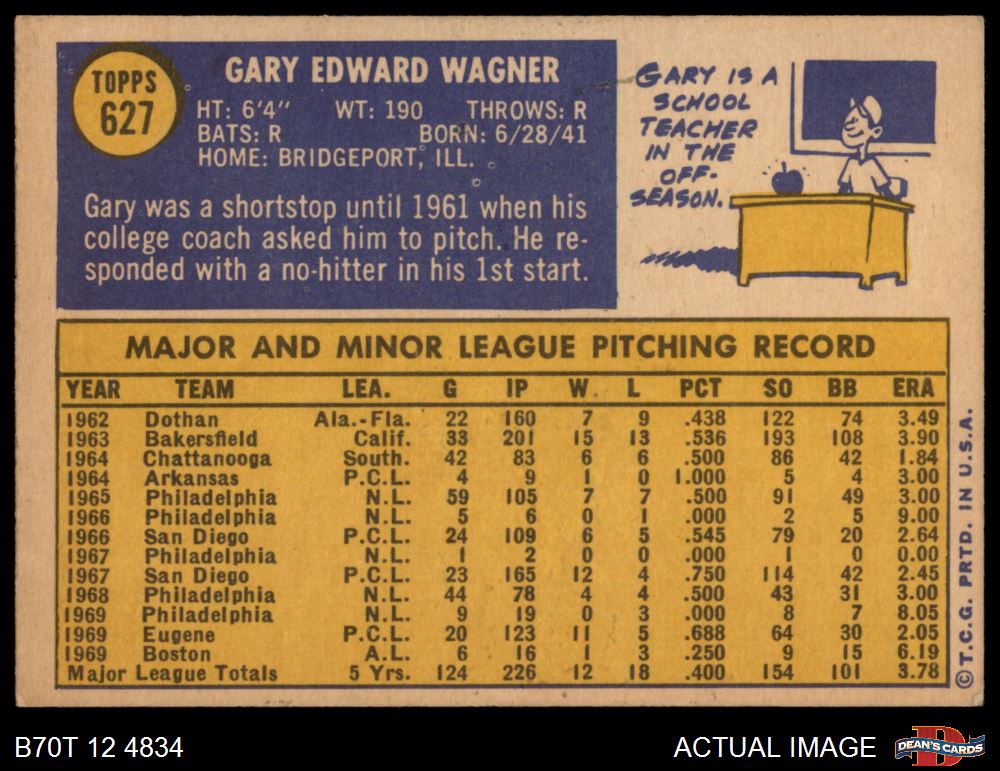 TOPPS
627
GARY EDWARD WAGNER
HT: 6'4" WT: 190 THROWS: R
BATS: R BORN: 6/28/41
HOME: BRIDGEPORT, ILL.
Gary was a shortstop until 1961 when his
college coach asked him to pitch. He re-
sponded with a no-hitter in his 1st start.
GARY IS A
SCHOOL
TEACHER
IN THE
OFF-
SEASON.
MAJOR AND MINOR LEAGUE PITCHING RECORD
YEAR TEAM LEA. G IP W L PCT SO BB ERA
1962 Dothan Ala.-Fla. 22 160 7 9 .438 122 74 3.49
1963 Bakersfield Calif. 33 201 15 13 .536 193 108 3.90
1964 Chattanooga South. 42 83 6 6 .500 86 42 1.84
1964 Arkansas P.C.L. 4 9 1 0 1.000 5 4 3.00
1965 Philadelphia N.L. 59 105 7 7 .500 91 49 3.00
1966 Philadelphia N.L. 5 6 0 1 .000 2 5 9.00
1966 San Diego P.C.L. 24 109 6 5 .545 79 20 2.64
1967 Philadelphia N.L. 1 2 0 0 .000 1 0 0.00
1967 San Diego P.C.L. 23 165 12 4 .750 114 42 2.45
1968 Philadelphia N.L. 44 78 4 4 .500 43 31 3.00
1969 Philadelphia N.L. 9 19 0 3 .000 8 7 8.05
1969 Eugene P.C.L. 20 123 11 5 .688 64 30 2.05
1969 Boston A.L. 6 16 1 3 .250 9 15 6.19
Major League Totals 5 Yrs. 124 226 12 18 .400 154 101 3.78
© T.C.G. PRTD. IN U.S.A.
B70T 12 4834
ACTUAL IMAGE
DEAN'S CARDS